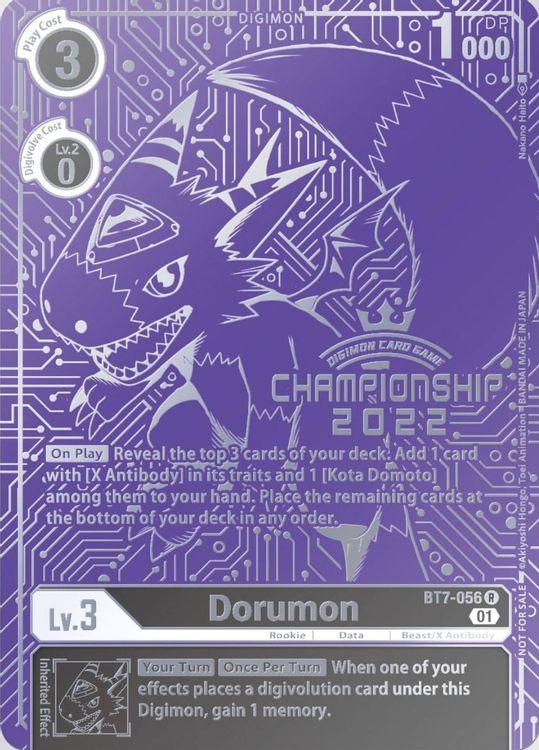 DIGIMON
Play Cost
3
1000
DP
Digivolve Cost
Lv.2
0
Nakano Haito
DIGIMON CARD GAME
CHAMPIONSHIP
2022
On Play Reveal the top 3 cards of your deck. Add 1 card
with [X Antibody] in its traits and 1 [Kota Domoto]
among them to your hand. Place the remaining cards at
the bottom of your deck in any order.
NOT FOR SALE ©Akiyoshi Hongo, Toei Animation BANDAI MADE IN JAPAN
Lv.3
Dorumon
BT7-056 R
01
Rookie Data Beast/X Antibody
Inherited Effect
Your Turn Once Per Turn When one of your
effects places a digivolution card under this
Digimon, gain 1 memory.